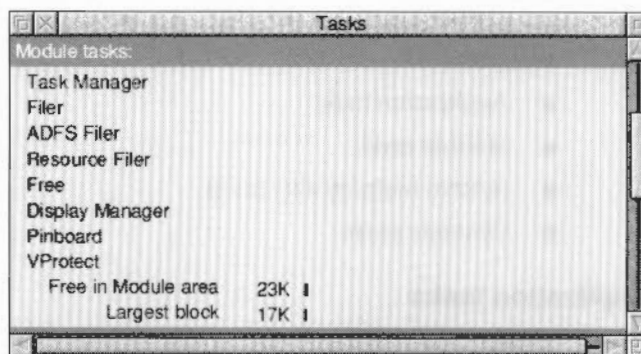 Tasks
Module tasks:
Task Manager
Filer
ADFS Filer
Resource Filer
Free
Display Manager
Pinboard
VProtect
Free in Module area 23K
Largest block 17K